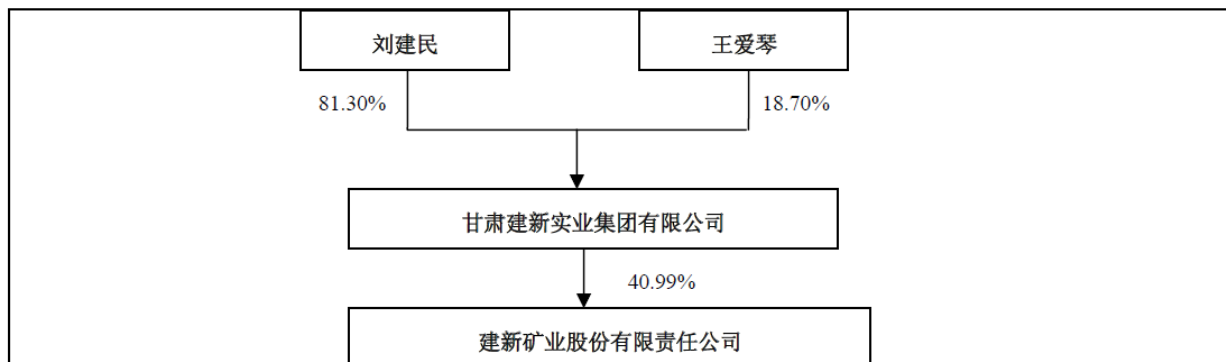 刘建民
王爱琴
81.30%
18.70%
甘肃建新实业集团有限公司
40.99%
建新矿业股份有限责任公司